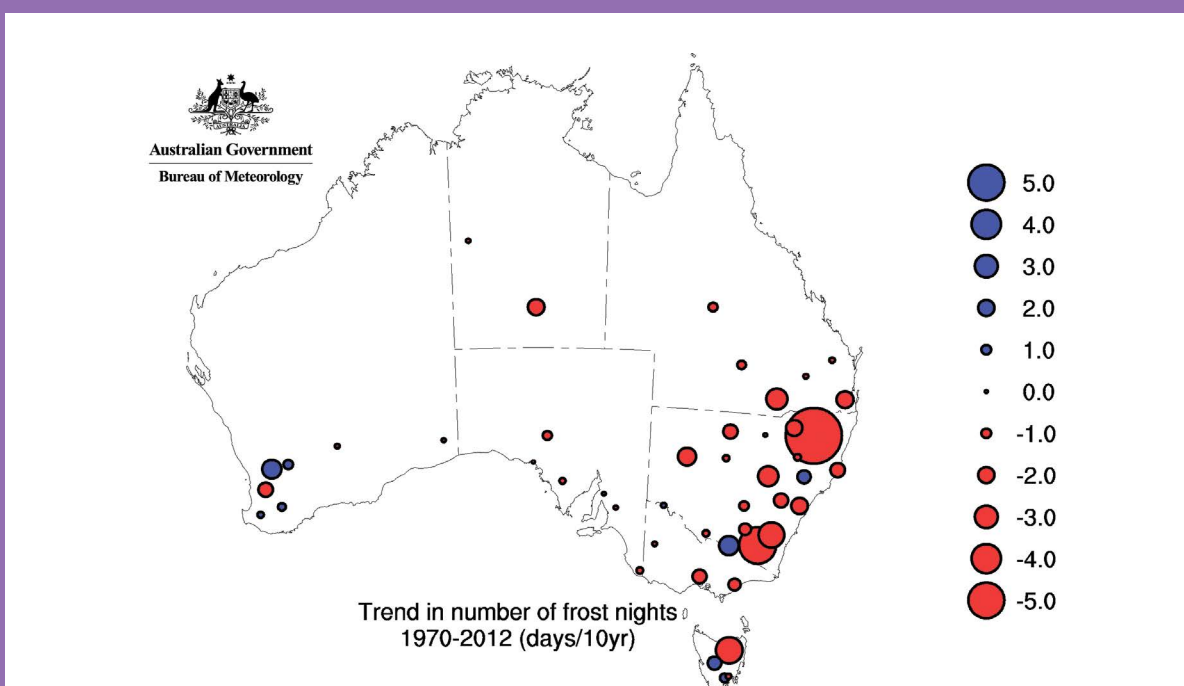 Australian Government
Bureau of Meteorology
5.0
4.0
3.0
2.0
1.0
0.0
-1.0
-2.0
-3.0
-4.0
-5.0
Trend in number of frost nights
1970-2012 (days/10yr)